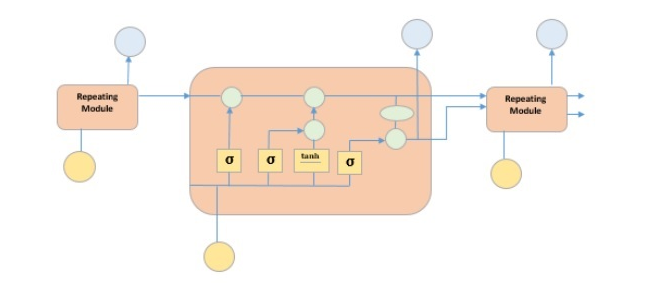 Repeating
Module
σ
σ
tanh
σ
Repeating
Module